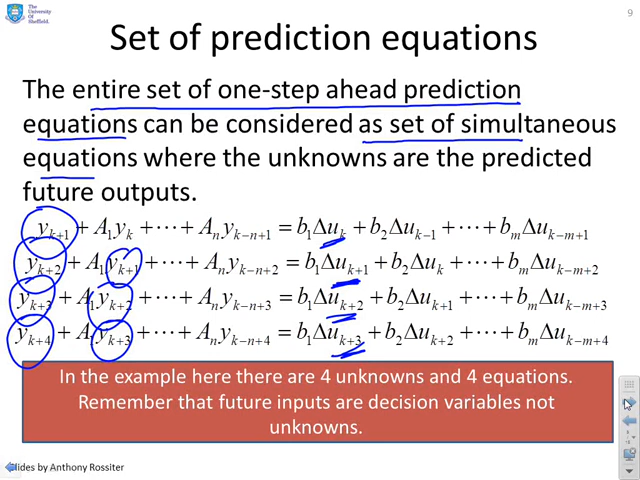 The University Of Sheffield.
9
Set of prediction equations
The entire set of one-step ahead prediction
equations can be considered as set of simultaneous
equations where the unknowns are the predicted
future outputs.
y_{k+1} + A_1 y_k + ⋯ + A_n y_{k−n+1} = b_1 Δu_k + b_2 Δu_{k−1} + ⋯ + b_m Δu_{k−m+1}
y_{k+2} + A_1 y_{k+1} + ⋯ + A_n y_{k−n+2} = b_1 Δu_{k+1} + b_2 Δu_k + ⋯ + b_m Δu_{k−m+2}
y_{k+3} + A_1 y_{k+2} + ⋯ + A_n y_{k−n+3} = b_1 Δu_{k+2} + b_2 Δu_{k+1} + ⋯ + b_m Δu_{k−m+3}
y_{k+4} + A_1 y_{k+3} + ⋯ + A_n y_{k−n+4} = b_1 Δu_{k+3} + b_2 Δu_{k+2} + ⋯ + b_m Δu_{k−m+4}
In the example here there are 4 unknowns and 4 equations.
Remember that future inputs are decision variables not
unknowns.
Slides by Anthony Rossiter